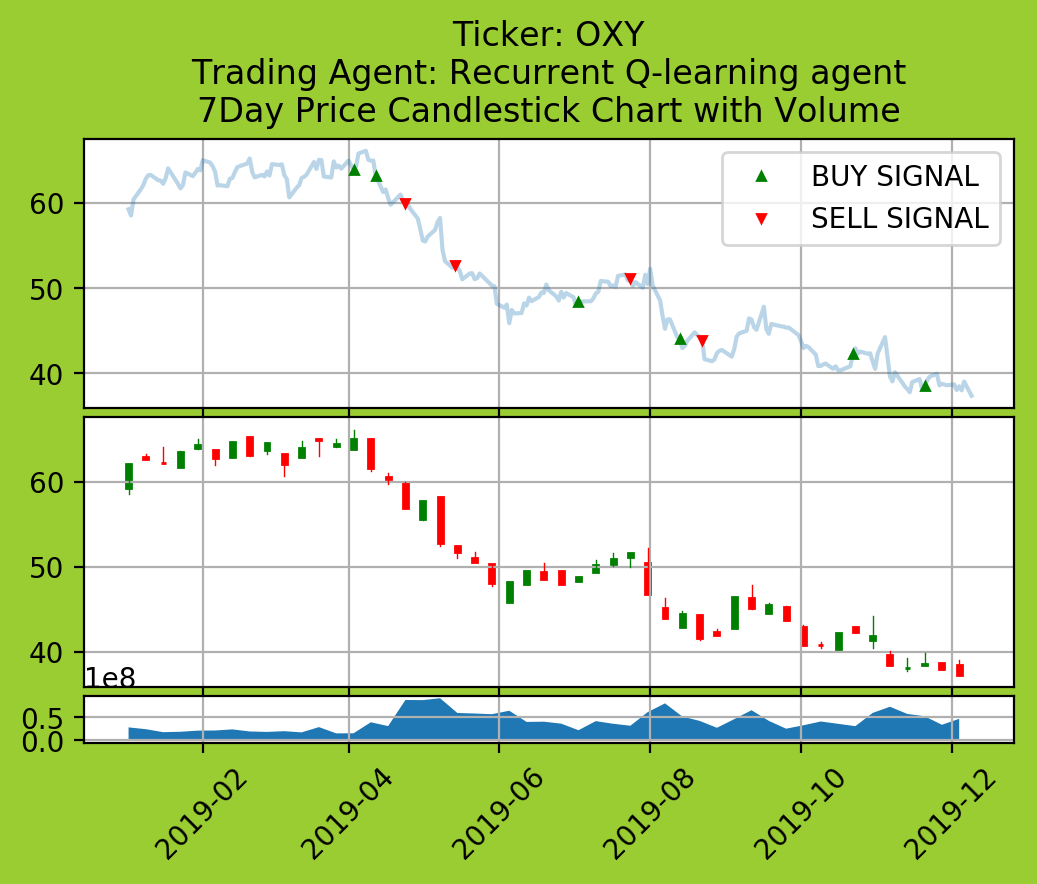 Ticker: OXY
Trading Agent: Recurrent Q-learning agent
7Day Price Candlestick Chart with Volume
BUY SIGNAL
SELL SIGNAL
60
50
40
60
50
40
1e8
0.5
0.0
2019-02
2019-04
2019-06
2019-08
2019-10
2019-12